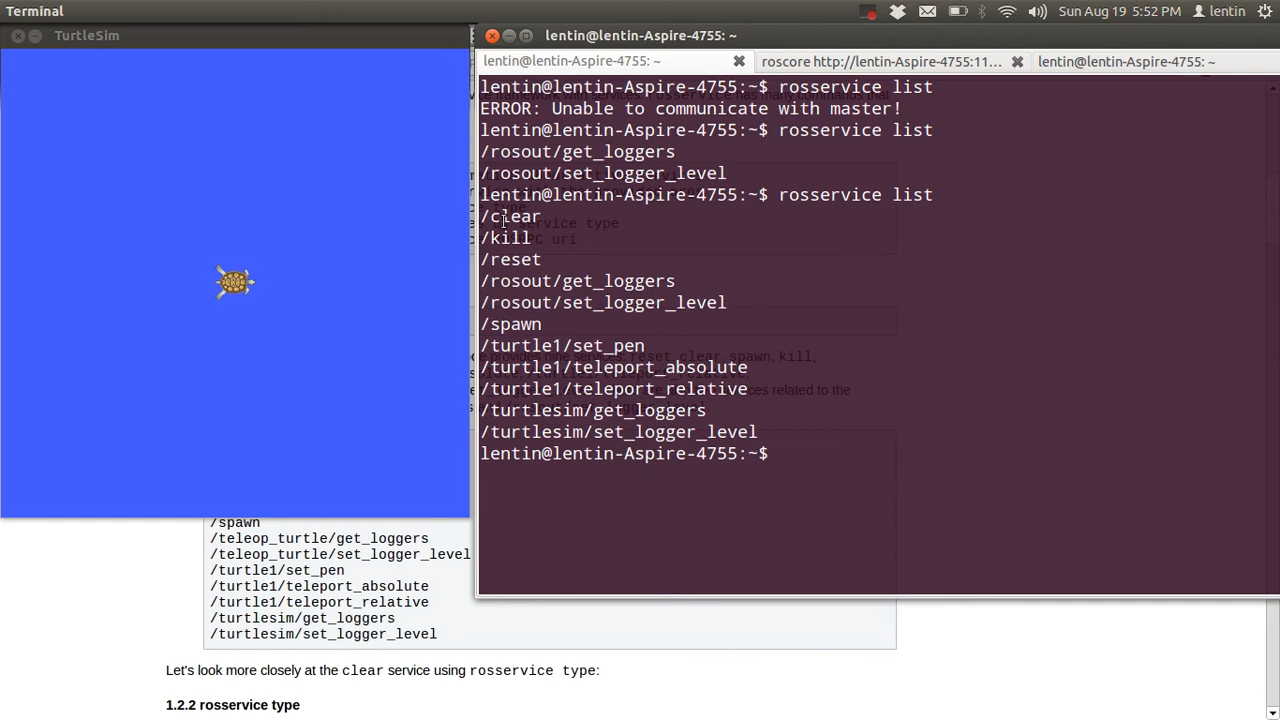 Terminal
Sun Aug 19 5:52 PM lentin
TurtleSim
lentin@lentin-Aspire-4755: ~
lentin@lentin-Aspire-4755: ~
roscore http://lentin-Aspire-4755:11...
lentin@lentin-Aspire-4755: ~
lentin@lentin-Aspire-4755:~$ rosservice list
ERROR: Unable to communicate with master!
lentin@lentin-Aspire-4755:~$ rosservice list
/rosout/get_loggers
/rosout/set_logger_level
lentin@lentin-Aspire-4755:~$ rosservice list
/clear
/kill
/reset
/rosout/get_loggers
/rosout/set_logger_level
/spawn
/turtle1/set_pen
/turtle1/teleport_absolute
/turtle1/teleport_relative
/turtlesim/get_loggers
/turtlesim/set_logger_level
lentin@lentin-Aspire-4755:~$
/spawn
/teleop_turtle/get_loggers
/teleop_turtle/set_logger_level
/turtle1/set_pen
/turtle1/teleport_absolute
/turtle1/teleport_relative
/turtlesim/get_loggers
/turtlesim/set_logger_level
Let's look more closely at the clear service using rosservice type:
1.2.2 rosservice type